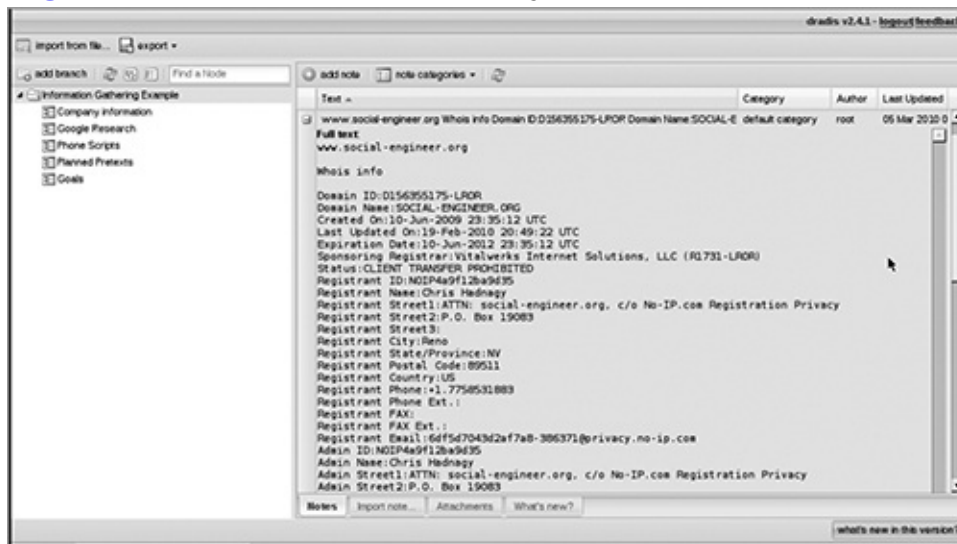 dradis v2.4.1 - logout feedback
import from file... export
add branch Find a Node
add note note categories
Information Gathering Example
Company information
Google Research
Phone Scripts
Planned Pretexts
Goals
Text Category Author Last Updated
www.social-engineer.org Whois info Domain ID:D156355175-LROR Domain Name:SOCIAL-E default category root 05 Mar 2010 0
Full text
www.social-engineer.org
Whois info
Domain ID:D156355175-LROR
Domain Name:SOCIAL-ENGINEER.ORG
Created On:10-Jun-2009 23:35:12 UTC
Last Updated On:19-Feb-2010 20:49:22 UTC
Expiration Date:10-Jun-2012 23:35:12 UTC
Sponsoring Registrar:Vitalwerks Internet Solutions, LLC (R1731-LROR)
Status:CLIENT TRANSFER PROHIBITED
Registrant ID:NOIP4a9f12ba9d35
Registrant Name:Chris Hadnagy
Registrant Street1:ATTN: social-engineer.org, c/o No-IP.com Registration Privacy
Registrant Street2:P.O. Box 19083
Registrant Street3:
Registrant City:Reno
Registrant State/Province:NV
Registrant Postal Code:89511
Registrant Country:US
Registrant Phone:+1.7758531883
Registrant Phone Ext.:
Registrant FAX:
Registrant FAX Ext.:
Registrant Email:6df5d7043d2af7a8-386371@privacy.no-ip.com
Admin ID:NOIP4a9f12ba9d35
Admin Name:Chris Hadnagy
Admin Street1:ATTN: social-engineer.org, c/o No-IP.com Registration Privacy
Admin Street2:P.O. Box 19083
Notes Import note... Attachments What's new?
what's new in this version?